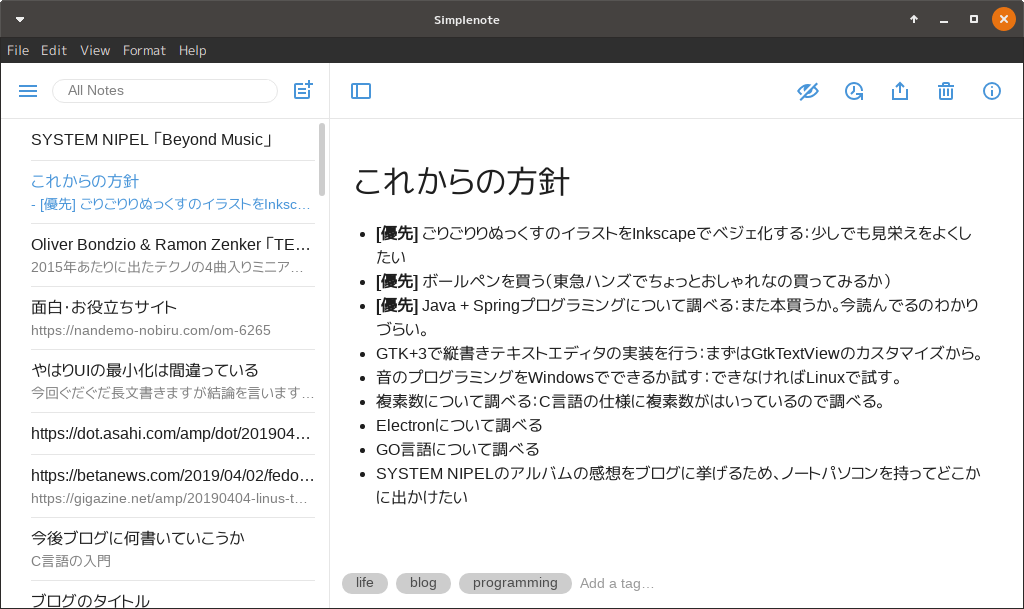 Simplenote
File Edit View Format Help
All Notes
SYSTEM NIPEL「Beyond Music」
これからの方針
- [優先] ごりごりりぬっくすのイラストをInksc…
Oliver Bondzio & Ramon Zenker「TE…
2015年あたりに出たテクノの4曲入りミニア…
面白・お役立ちサイト
https://nandemo-nobiru.com/om-6265
やはりUIの最小化は間違っている
今回ぐだぐだ長文書きますが結論を言います…
https://dot.asahi.com/amp/dot/201904…
https://betanews.com/2019/04/02/fedo…
https://gigazine.net/amp/20190404-linus-t…
今後ブログに何書いていこうか
C言語の入門
ブログのタイトル
これからの方針
• [優先] ごりごりりぬっくすのイラストをInkscapeでベジェ化する：少しでも見栄えをよくし
たい
• [優先] ボールペンを買う（東急ハンズでちょっとおしゃれなの買ってみるか）
• [優先] Java + Springプログラミングについて調べる：また本買うか。今読んでるのわかり
づらい。
• GTK+3で縦書きテキストエディタの実装を行う：まずはGtkTextViewのカスタマイズから。
• 音のプログラミングをWindowsでできるか試す：できなければLinuxで試す。
• 複素数について調べる：C言語の仕様に複素数がはいっているので調べる。
• Electronについて調べる
• GO言語について調べる
• SYSTEM NIPELのアルバムの感想をブログに挙げるため、ノートパソコンを持ってどこか
に出かけたい
life blog programming Add a tag…